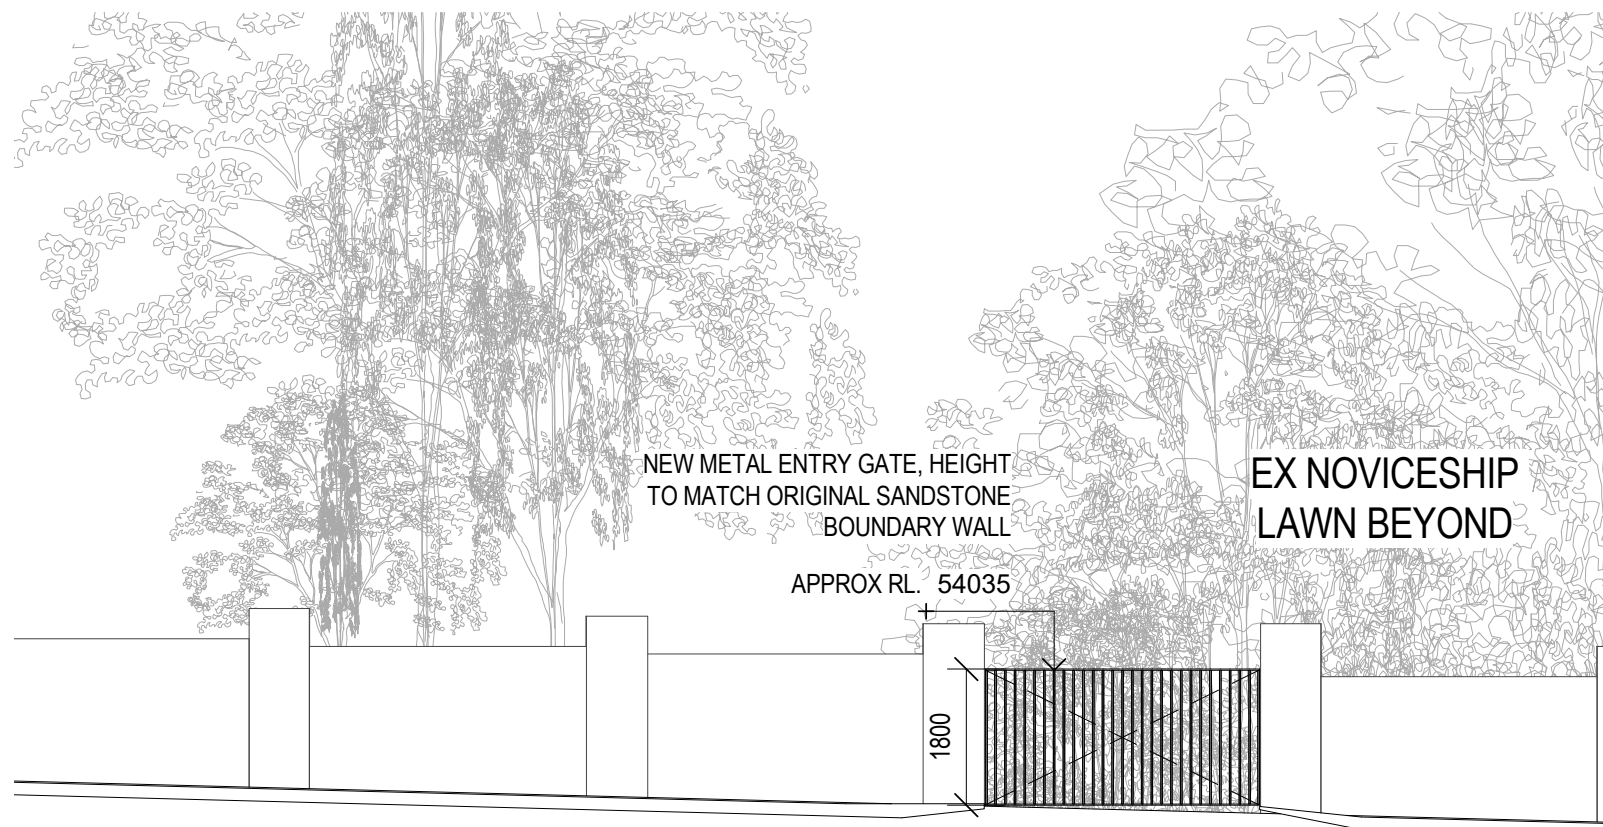 NEW METAL ENTRY GATE, HEIGHT
TO MATCH ORIGINAL SANDSTONE
BOUNDARY WALL
APPROX RL. 54035
EX NOVICESHIP
LAWN BEYOND
1800